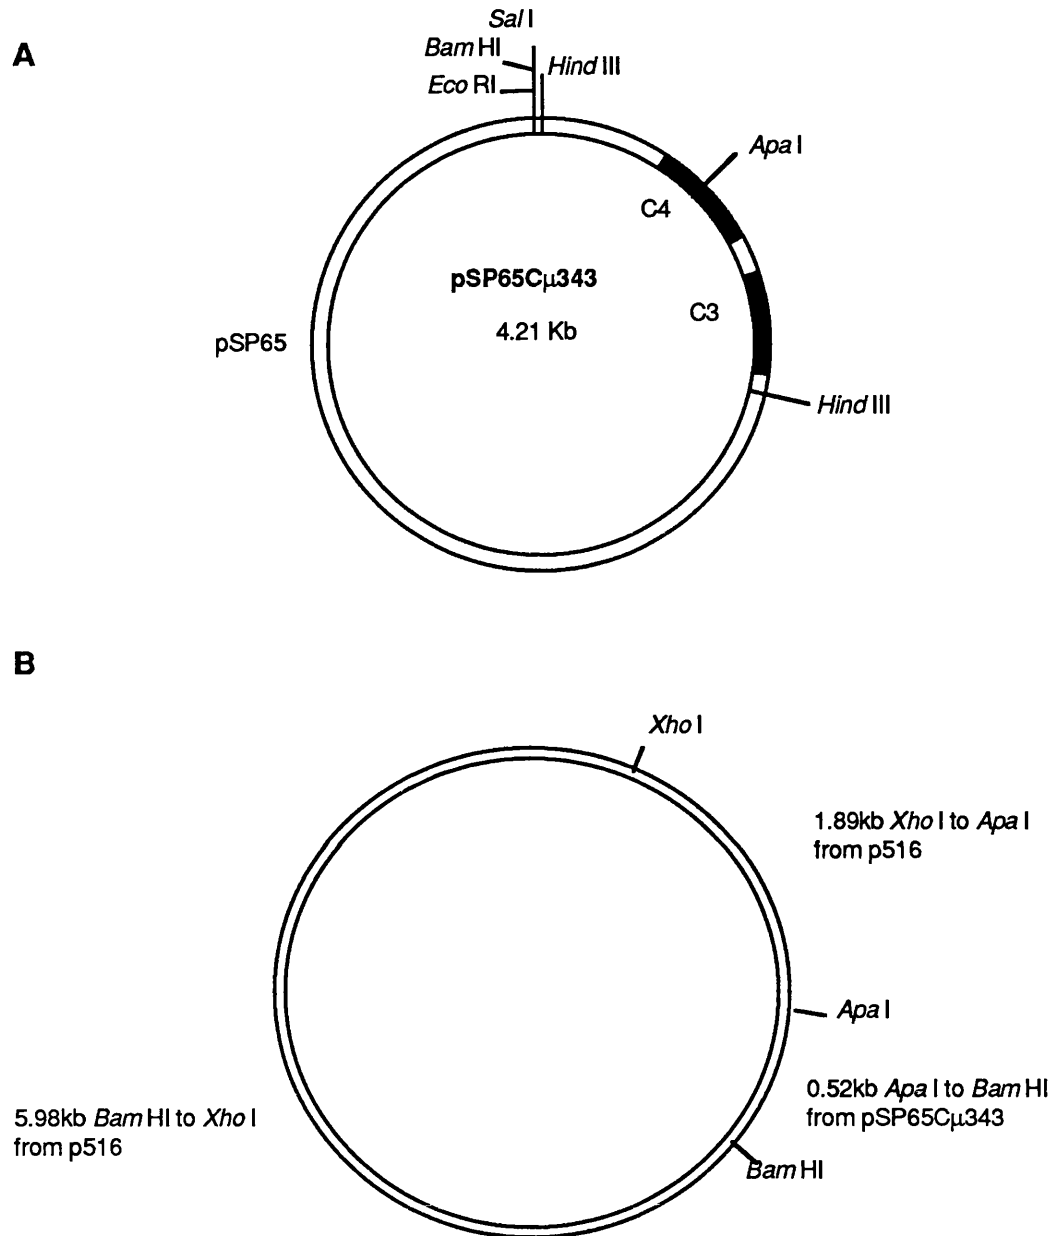 A
Sal I
Bam HI
Hind III
Eco RI
Apa I
C4
pSP65Cµ343
C3
4.21 Kb
pSP65
Hind III
B
Xho I
1.89kb Xho I to Apa I
from p516
Apa I
0.52kb Apa I to Bam HI
from pSP65Cµ343
5.98kb Bam HI to Xho I
from p516
Bam HI